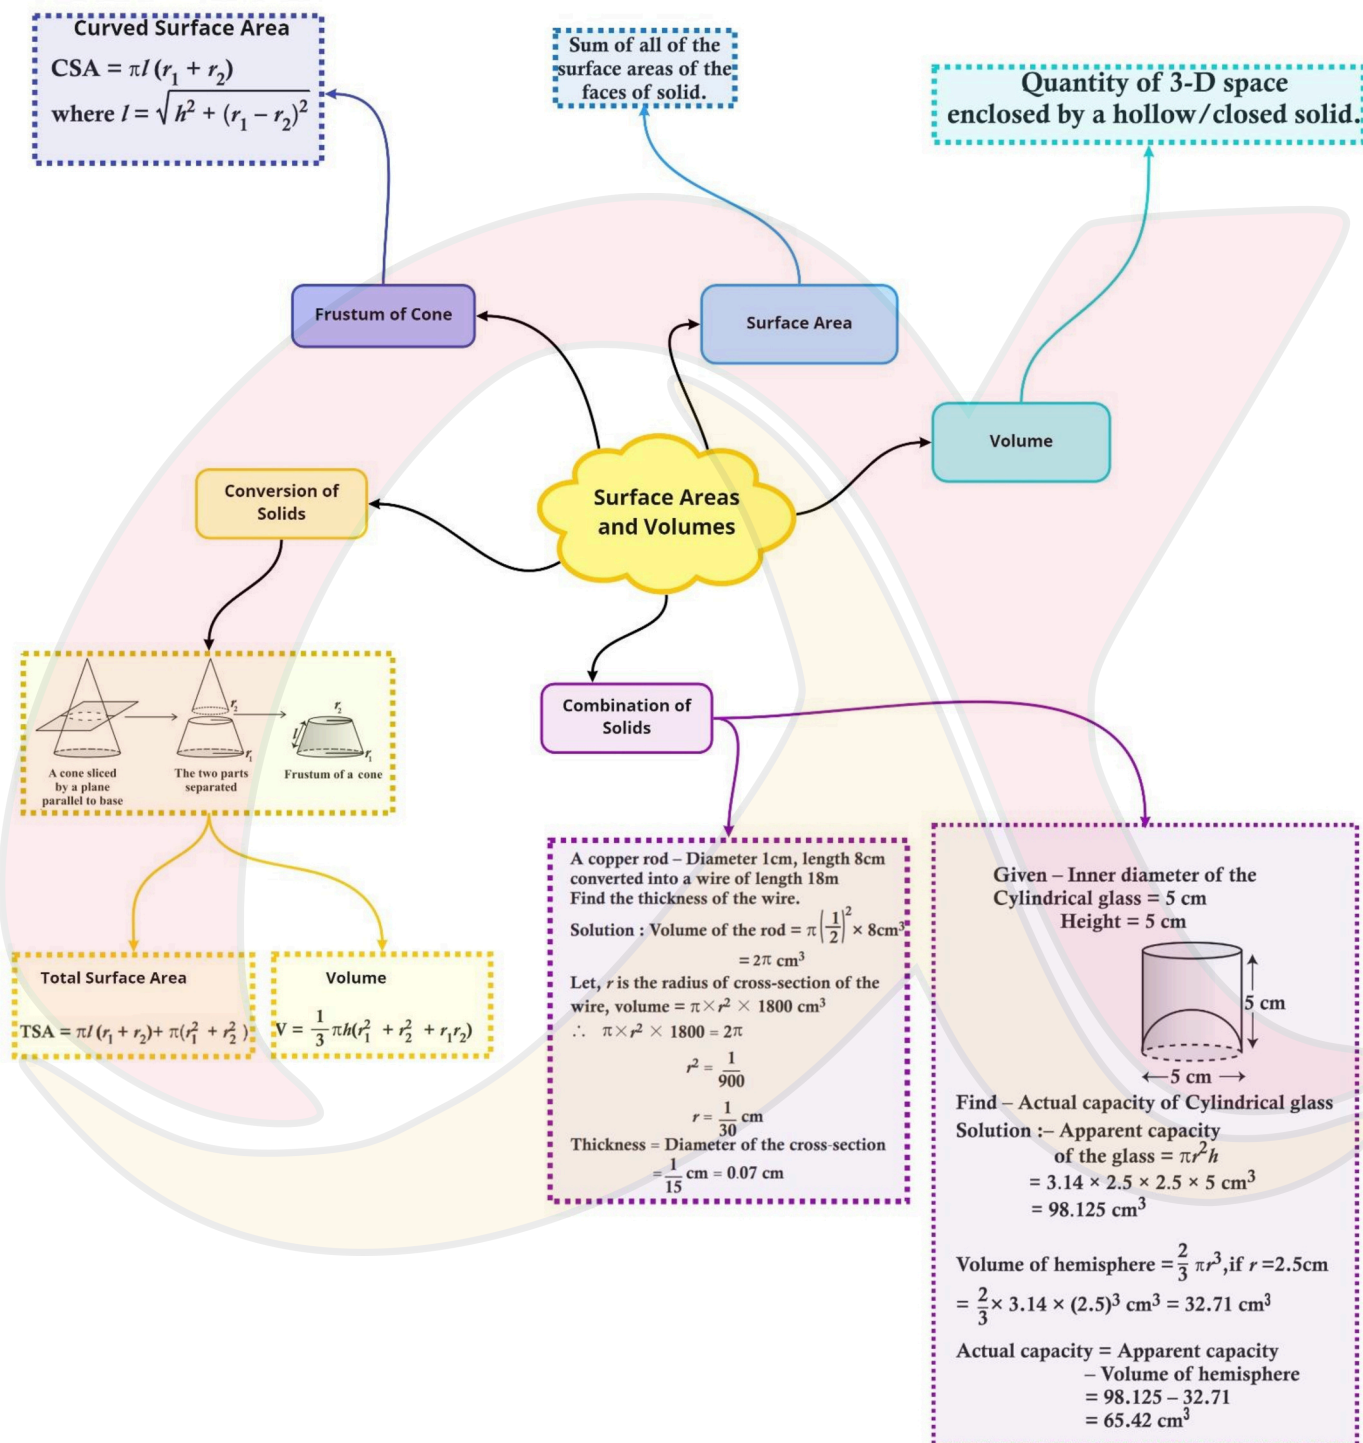 Curved Surface Area
CSA = πl (r₁ + r₂)
where l = √(h² + (r₁ – r₂)²)
Sum of all of the
surface areas of the
faces of solid.
Quantity of 3-D space
enclosed by a hollow/closed solid.
Frustum of Cone
Surface Area
Volume
Surface Areas
and Volumes
Conversion of
Solids
Combination of
Solids
r₂
r₁
r₂
l
r₁
A cone sliced
by a plane
parallel to base
The two parts
separated
Frustum of a cone
Total Surface Area
TSA = πl (r₁ + r₂)+ π(r₁² + r₂² )
Volume
V = 1/3 πh(r₁² + r₂² + r₁r₂)
A copper rod – Diameter 1cm, length 8cm
converted into a wire of length 18m
Find the thickness of the wire.
Solution : Volume of the rod = π(1/2)² × 8cm³
= 2π cm³
Let, r is the radius of cross-section of the
wire, volume = π×r² × 1800 cm³
∴ π×r² × 1800 = 2π
r² = 1/900
r = 1/30 cm
Thickness = Diameter of the cross-section
= 1/15 cm = 0.07 cm
Given – Inner diameter of the
Cylindrical glass = 5 cm
Height = 5 cm
5 cm
5 cm
Find – Actual capacity of Cylindrical glass
Solution :– Apparent capacity
of the glass = πr²h
= 3.14 × 2.5 × 2.5 × 5 cm³
= 98.125 cm³
Volume of hemisphere = 2/3 πr³,if r =2.5cm
= 2/3 × 3.14 × (2.5)³ cm³ = 32.71 cm³
Actual capacity = Apparent capacity
– Volume of hemisphere
= 98.125 – 32.71
= 65.42 cm³